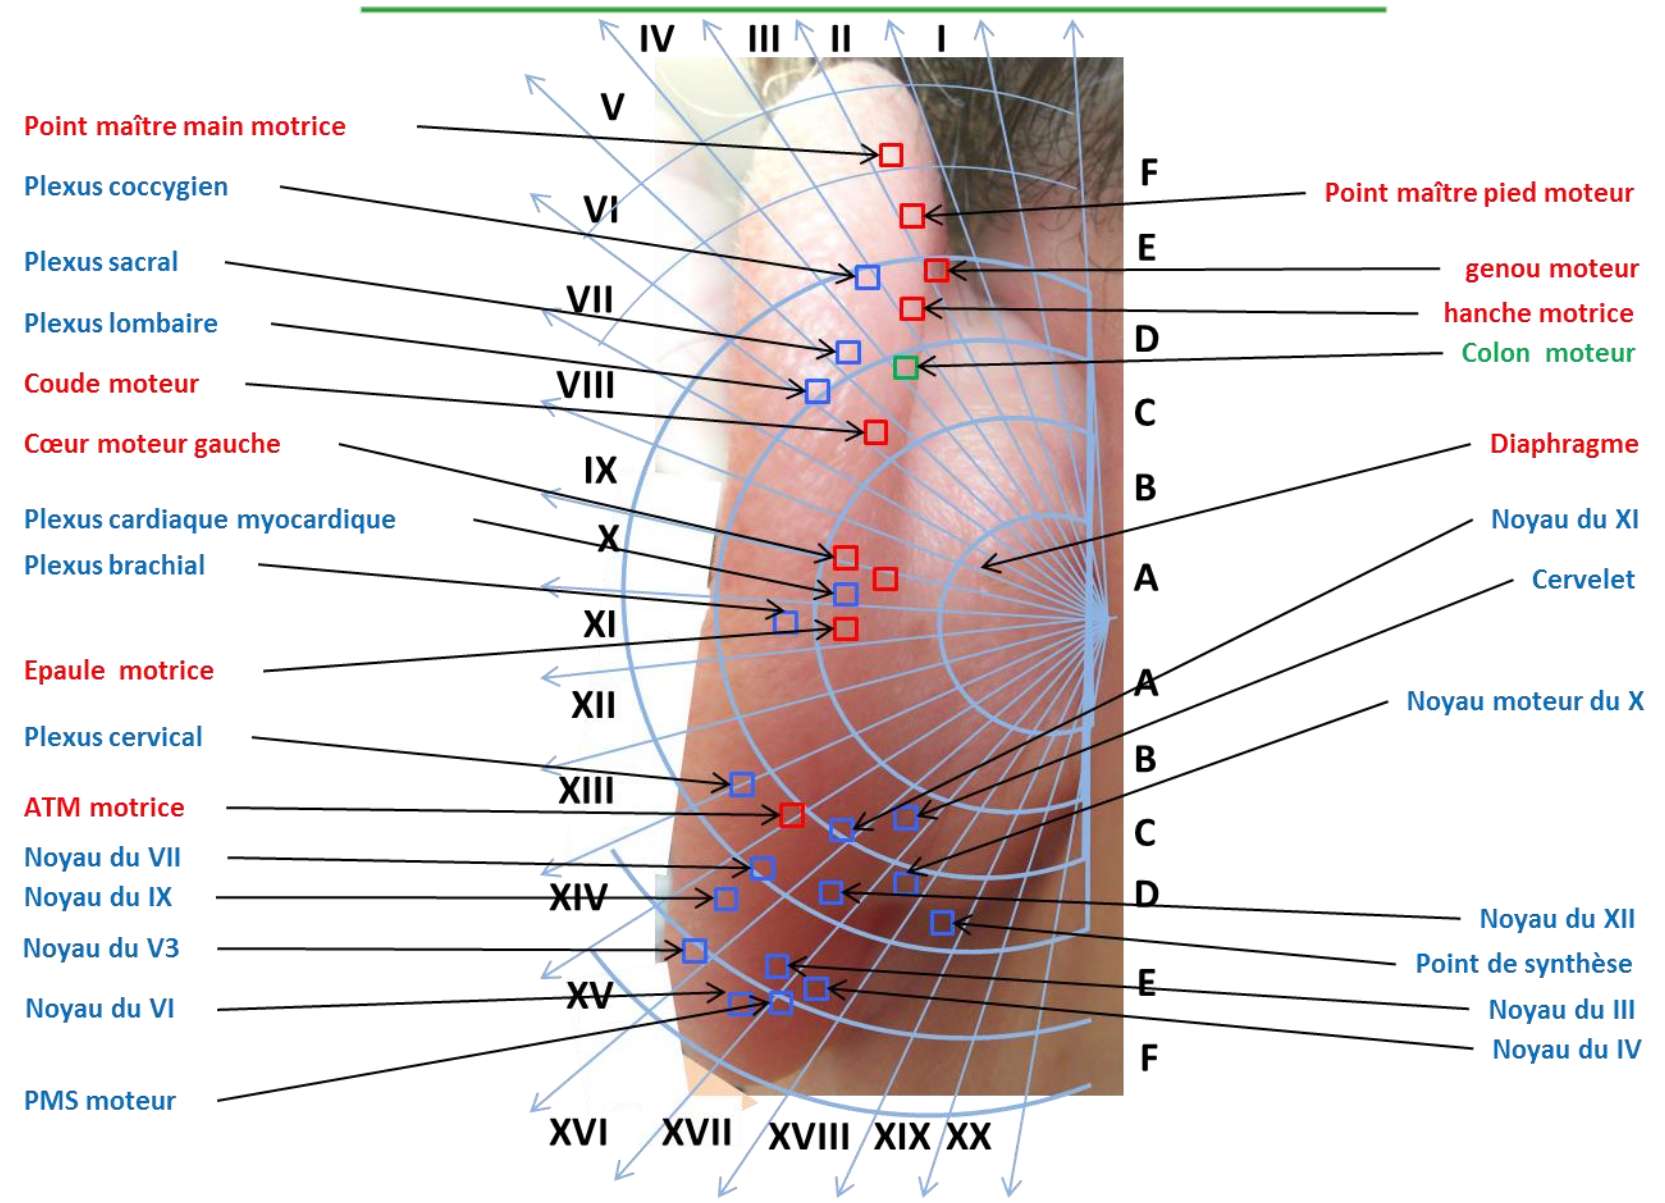 IV III II I
V
Point maître main motrice
F
Plexus coccygien
Point maître pied moteur
VI
E
Plexus sacral
genou moteur
VII
hanche motrice
Plexus lombaire
D
Colon moteur
Coude moteur
VIII
C
Cœur moteur gauche
Diaphragme
IX
B
Plexus cardiaque myocardique
Noyau du XI
X
Plexus brachial
A
Cervelet
XI
Epaule motrice
A
Noyau moteur du X
XII
Plexus cervical
B
XIII
ATM motrice
C
Noyau du VII
Noyau du IX
XIV
D
Noyau du XII
Noyau du V3
Point de synthèse
E
XV
Noyau du VI
Noyau du III
Noyau du IV
F
PMS moteur
XVI XVII XVIII XIX XX